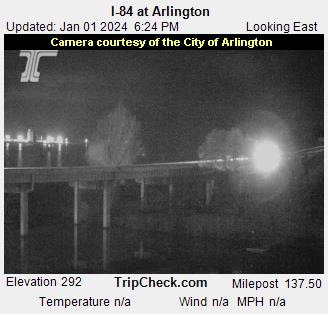 I-84 at Arlington
Updated: Jan 01 2024 6:24 PM Looking East
Camera courtesy of the City of Arlington
Elevation 292 TripCheck.com Milepost 137.50
Temperature n/a Wind n/a MPH n/a